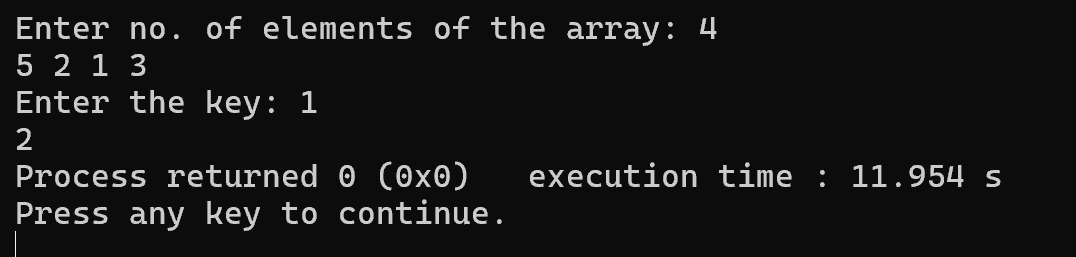 Enter no. of elements of the array: 4
5 2 1 3
Enter the key: 1
2
Process returned 0 (0x0)   execution time : 11.954 s
Press any key to continue.